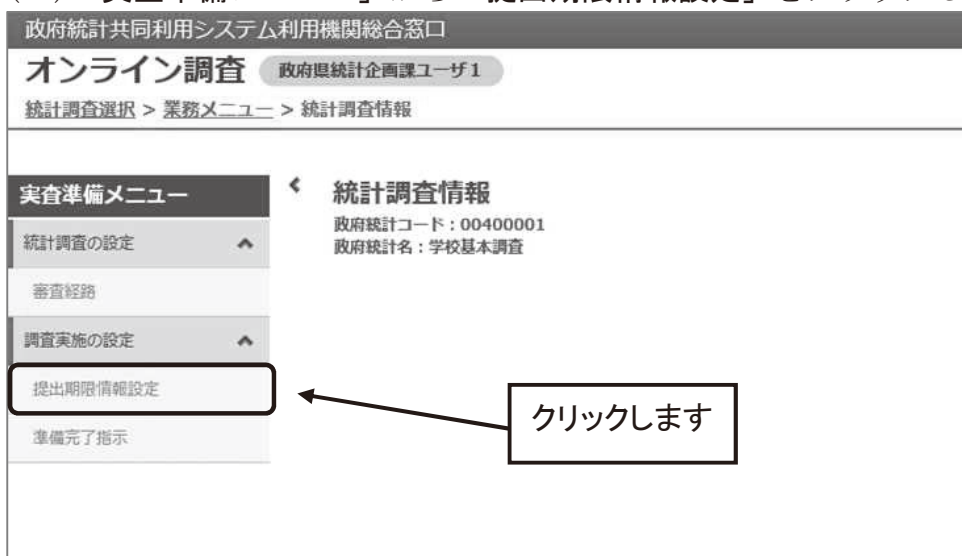 政府統計共同利用システム利用機関総合窓口
オンライン調査 政府県統計企画課ユーザ1
統計調査選択 > 業務メニュー > 統計調査情報
実査準備メニュー
統計調査の設定
審査経路
調査実施の設定
提出期限情報設定
準備完了指示
統計調査情報
政府統計コード:00400001
政府統計名:学校基本調査
クリックします